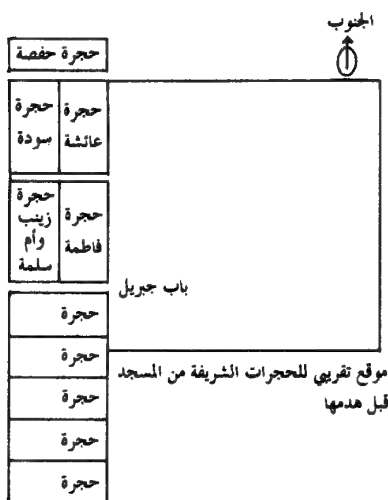 الجنوب
حجرة حفصة
حجرة
عائشة
حجرة
سودة
حجرة
فاطمة
حجرة
زينب
وأم
سلمة
باب جبريل
حجرة
حجرة
حجرة
حجرة
حجرة
موقع تقريبي للحجرات الشريفة من المسجد
قبل هدمها